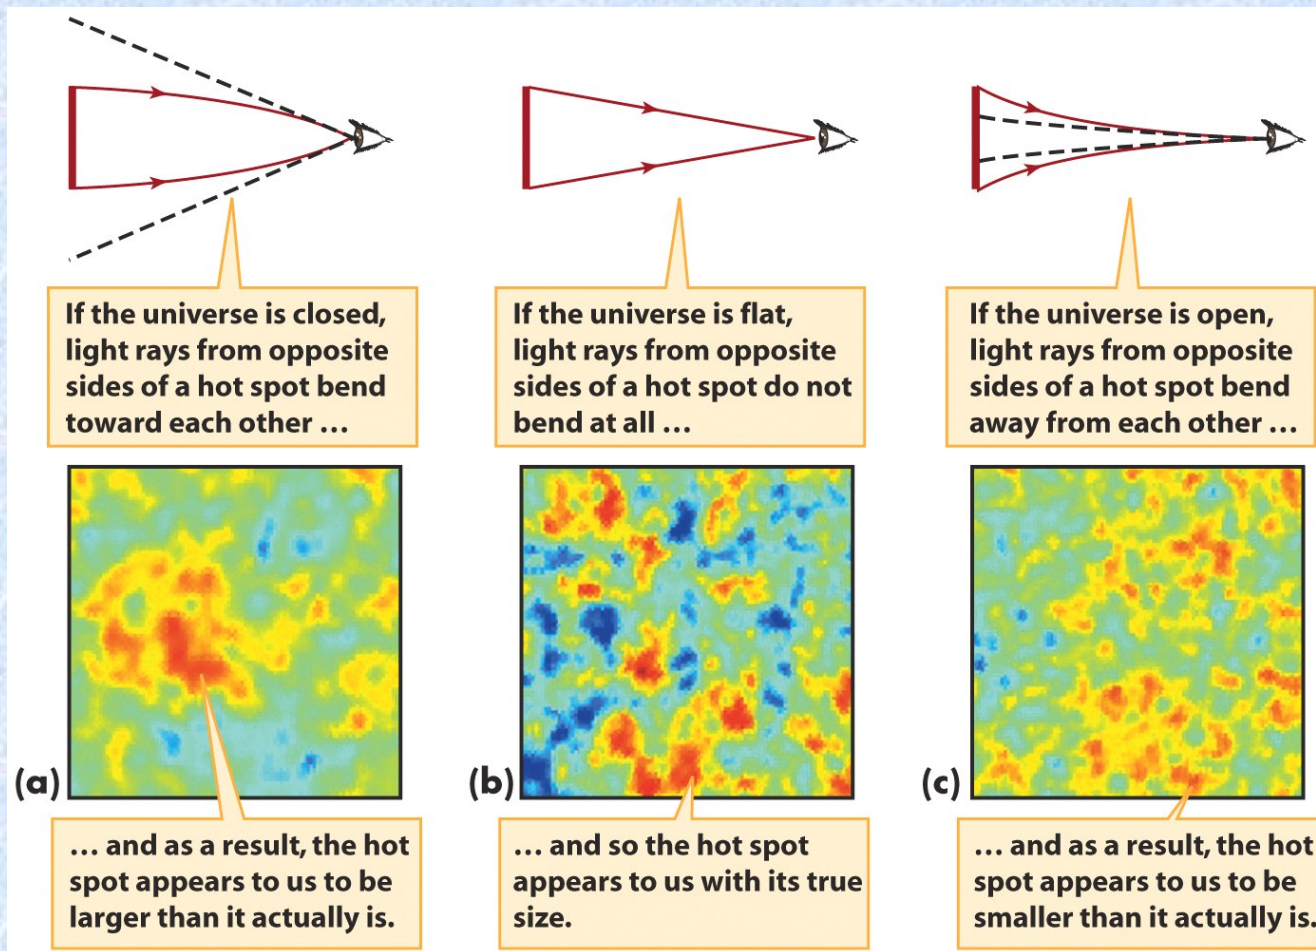 If the universe is closed,
light rays from opposite
sides of a hot spot bend
toward each other …
If the universe is flat,
light rays from opposite
sides of a hot spot do not
bend at all …
If the universe is open,
light rays from opposite
sides of a hot spot bend
away from each other …
(a)
(b)
(c)
… and as a result, the hot
spot appears to us to be
larger than it actually is.
… and so the hot spot
appears to us with its true
size.
… and as a result, the hot
spot appears to us to be
smaller than it actually is.